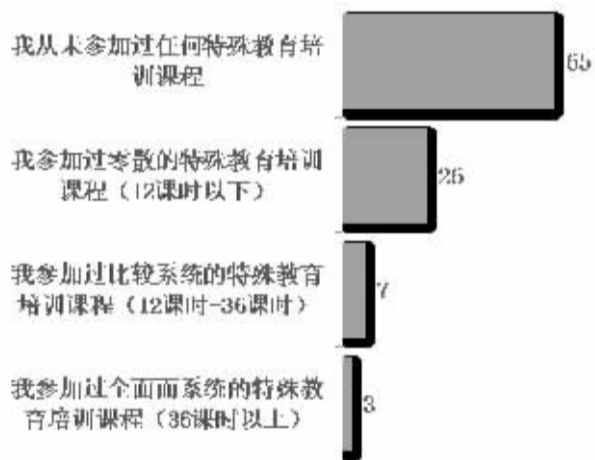 我从未参加过任何特殊教育培
训课程
65
我参加过零散的特殊教育培训
课程（12课时以下）
26
我参加过比较系统的特殊教育
培训课程（12课时-36课时）
7
我参加过全面而系统的特殊教
育培训课程（36课时以上）
3